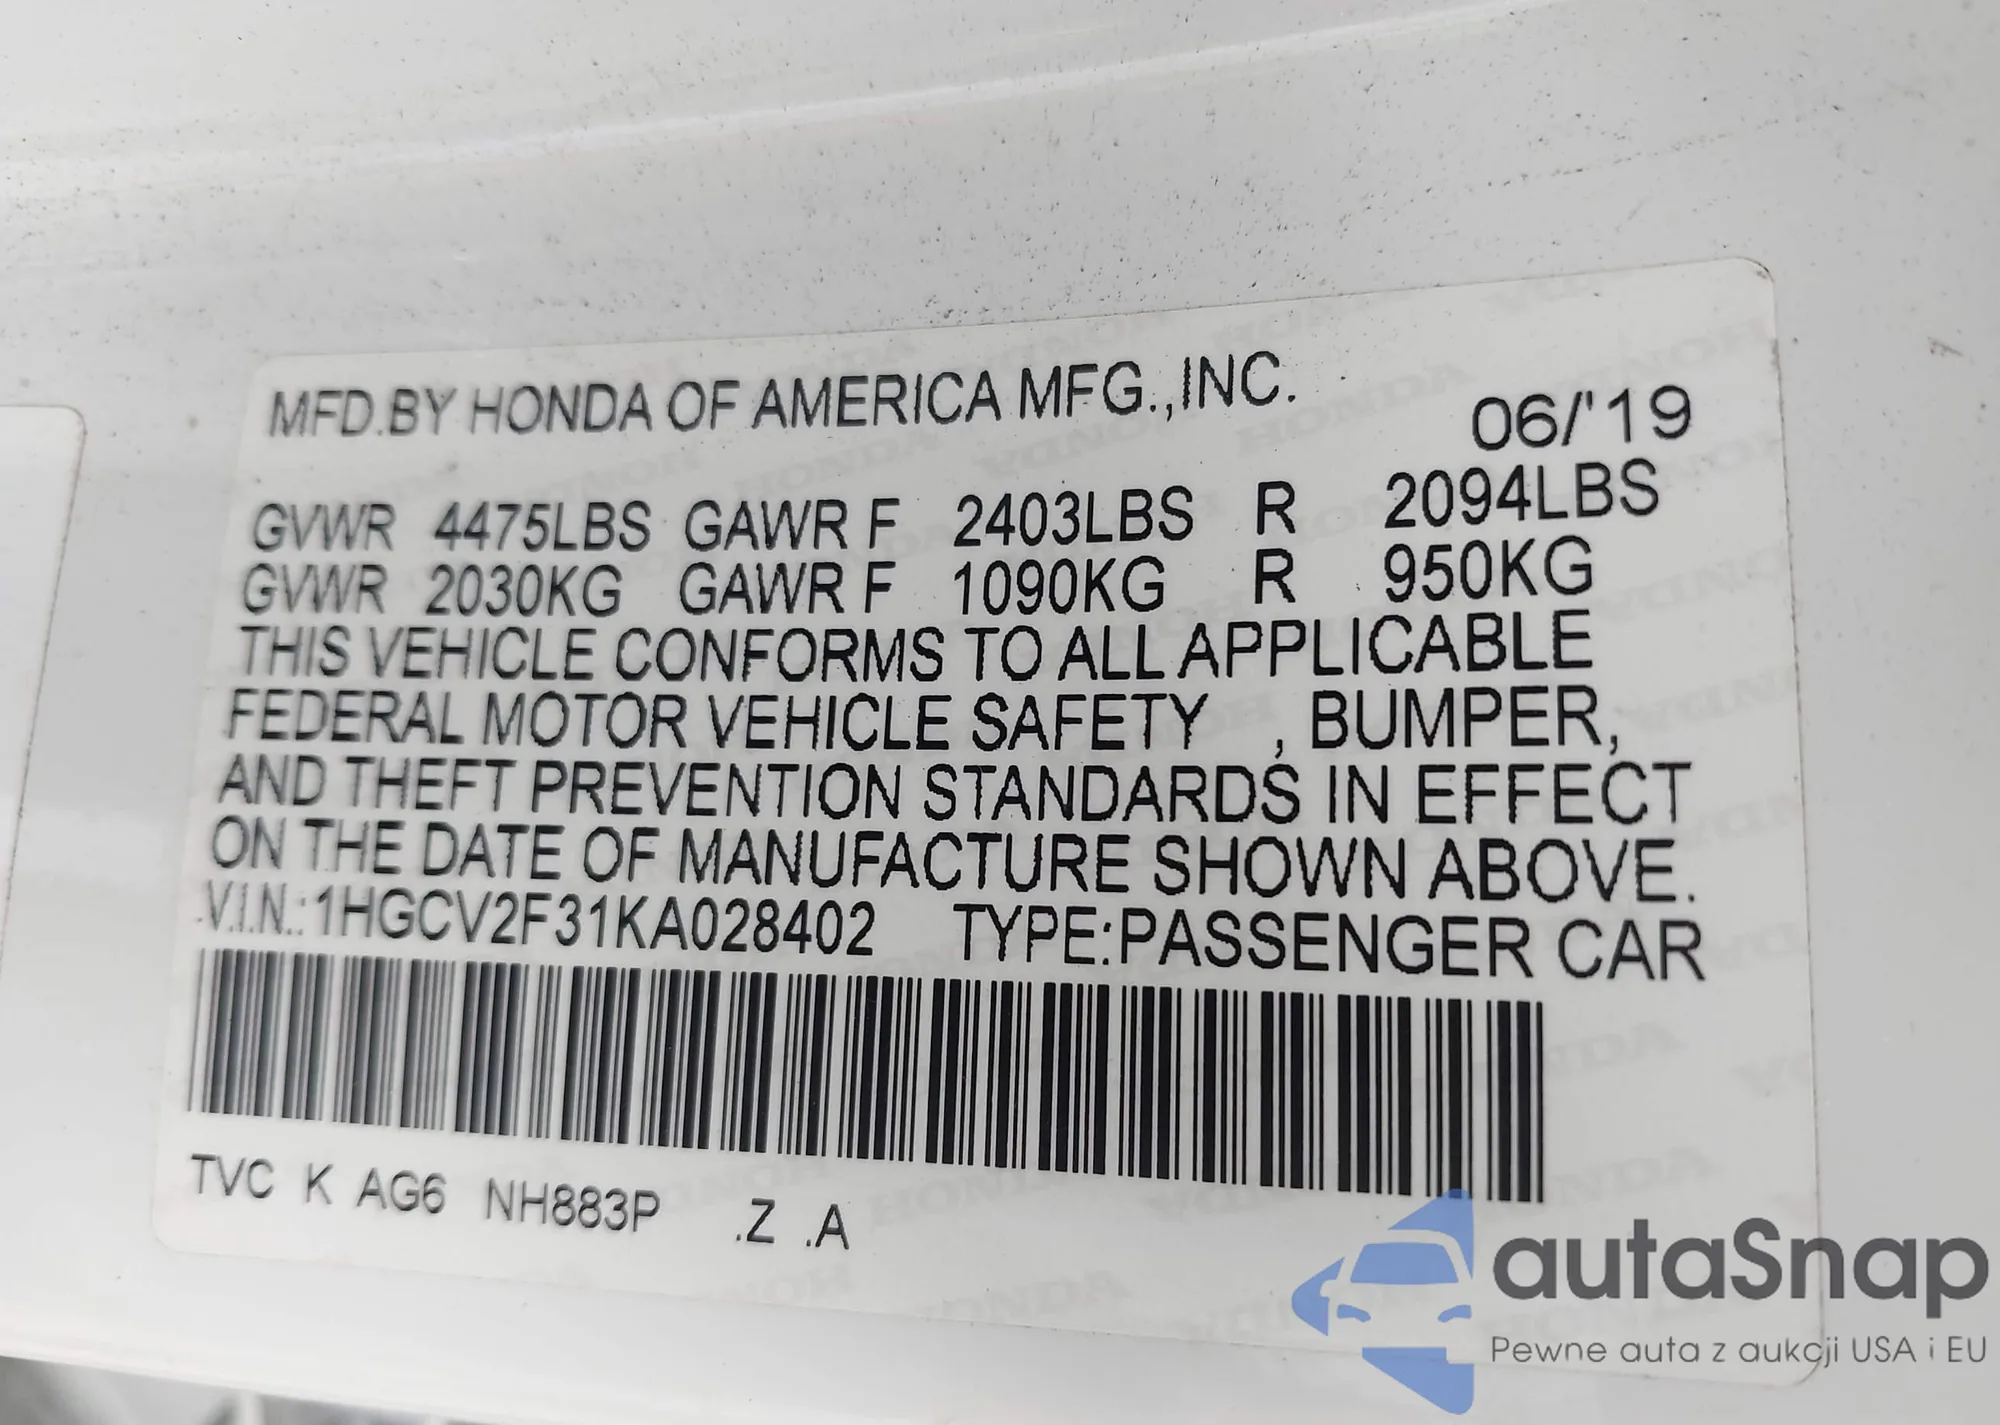 MFD.BY HONDA OF AMERICA MFG.,INC. 06/'19
GVWR 4475LBS GAWR F 2403LBS R 2094LBS
GVWR 2030KG GAWR F 1090KG R 950KG
THIS VEHICLE CONFORMS TO ALL APPLICABLE
FEDERAL MOTOR VEHICLE SAFETY , BUMPER,
AND THEFT PREVENTION STANDARDS IN EFFECT
ON THE DATE OF MANUFACTURE SHOWN ABOVE.
V.I.N.:1HGCV2F31KA028402 TYPE:PASSENGER CAR
TVC K AG6 NH883P .Z .A
autaSnap
Pewne auta z aukcji USA i EU